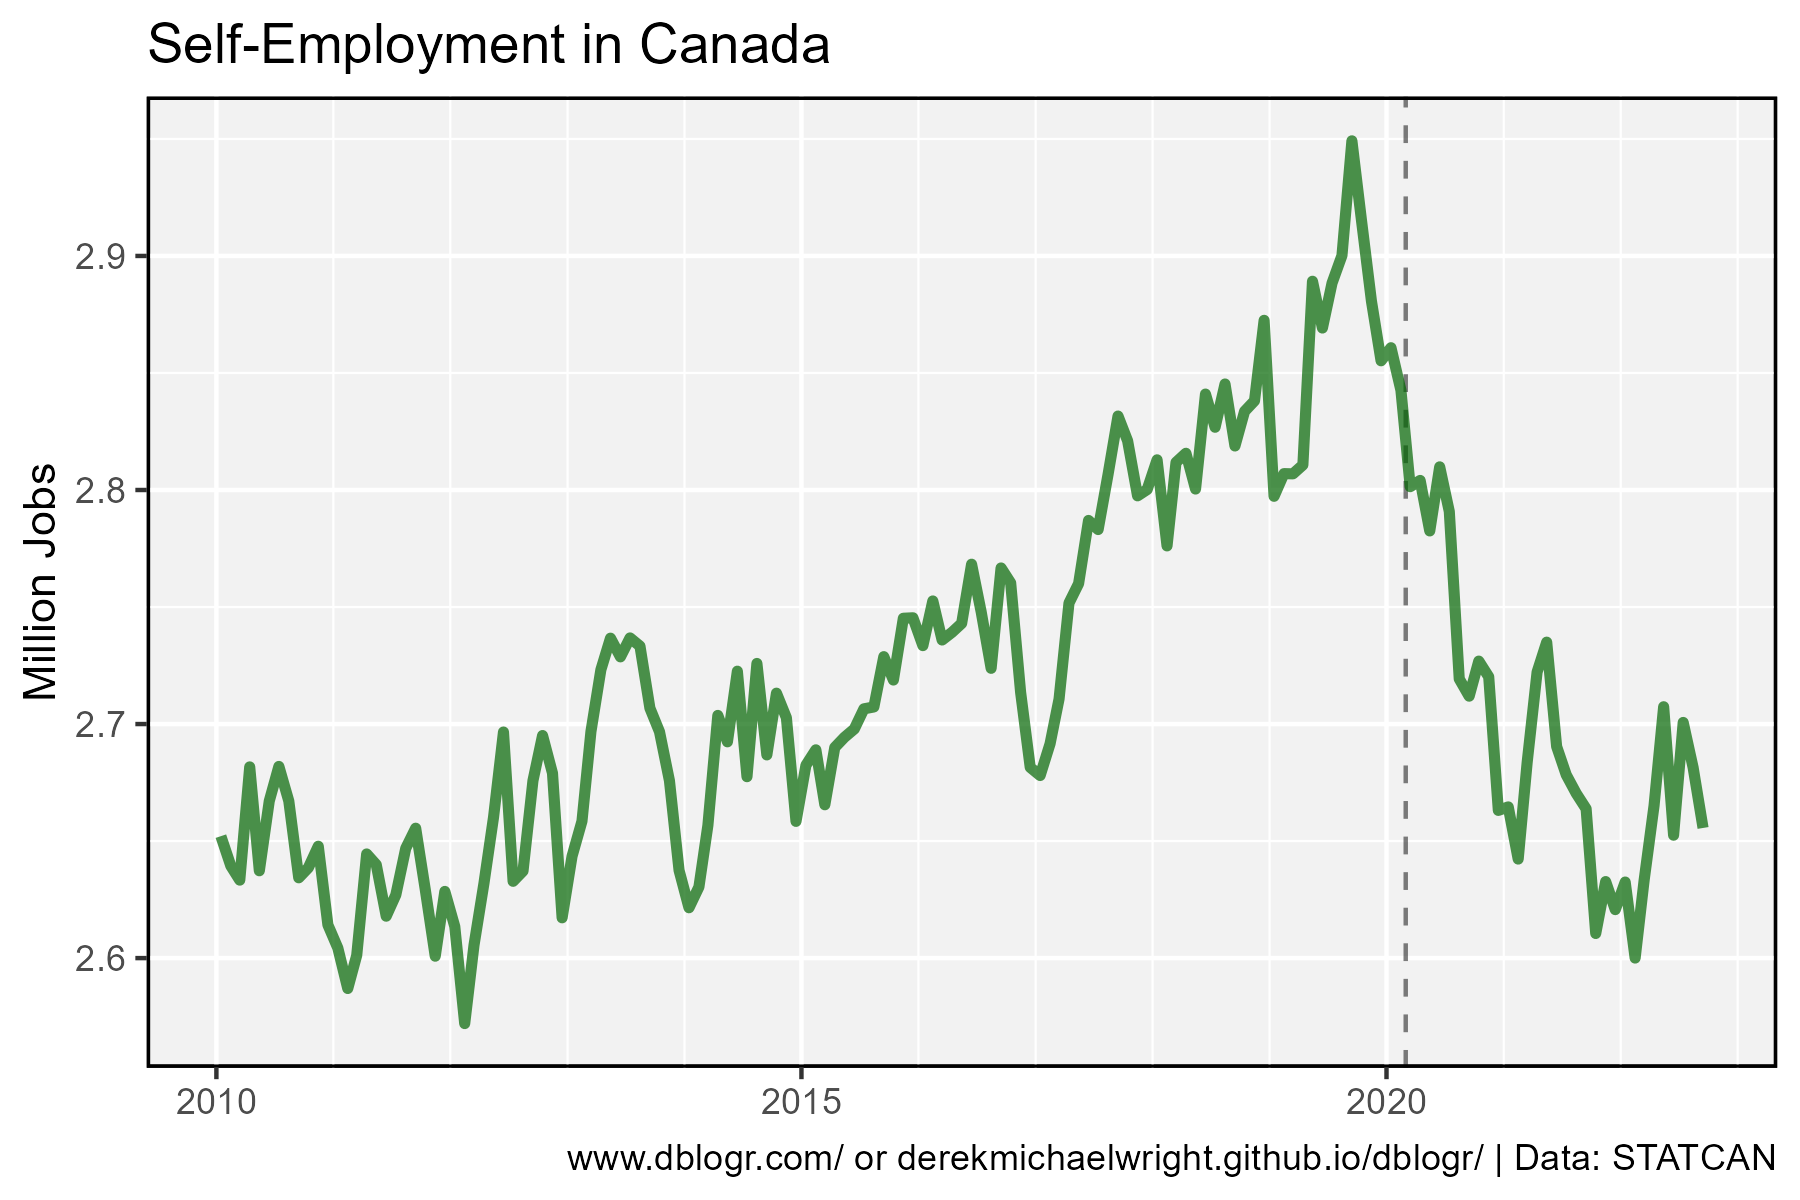 Self-Employment in Canada
Million Jobs
2.9
2.8
2.7
2.6
2010 2015 2020
www.dblogr.com/ or derekmichaelwright.github.io/dblogr/ | Data: STATCAN